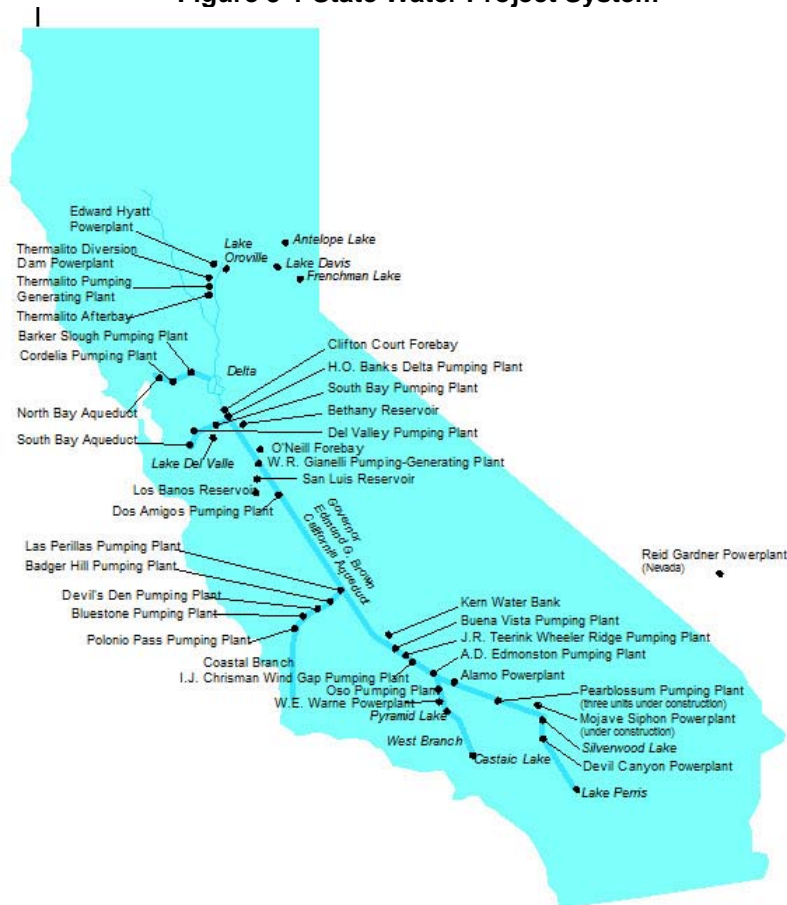 Figure State Water Project System
Edward Hyatt
Powerplant
Thermalito Diversion
Dam Powerplant
Thermalito Pumping
Generating Plant
Thermalito Afterbay
Lake
Oroville
Antelope Lake
Lake Davis
Frenchman Lake
Barker Slough Pumping Plant
Cordelia Pumping Plant
Delta
North Bay Aqueduct
South Bay Aqueduct
Lake Del Valle
Clifton Court Forebay
H.O. Banks Delta Pumping Plant
South Bay Pumping Plant
Bethany Reservoir
Del Valley Pumping Plant
O'Neill Forebay
W.R. Gianelli Pumping-Generating Plant
San Luis Reservoir
Los Banos Reservoir
Dos Amigos Pumping Plant
Governor
Edmund G. Brown
California Aqueduct
Las Perillas Pumping Plant
Badger Hill Pumping Plant
Devil's Den Pumping Plant
Bluestone Pumping Plant
Polonio Pass Pumping Plant
Coastal Branch
I.J. Chrisman Wind Gap Pumping Plant
Oso Pumping Plant
W.E. Warne Powerplant
Pyramid Lake
West Branch
Castaic Lake
Reid Gardner Powerplant
(Nevada)
Kern Water Bank
Buena Vista Pumping Plant
J.R. Teerink Wheeler Ridge Pumping Plant
A.D. Edmonston Pumping Plant
Alamo Powerplant
Pearblossum Pumping Plant
(three units under construction)
Mojave Siphon Powerplant
(under construction)
Silverwood Lake
Devil Canyon Powerplant
Lake Perris